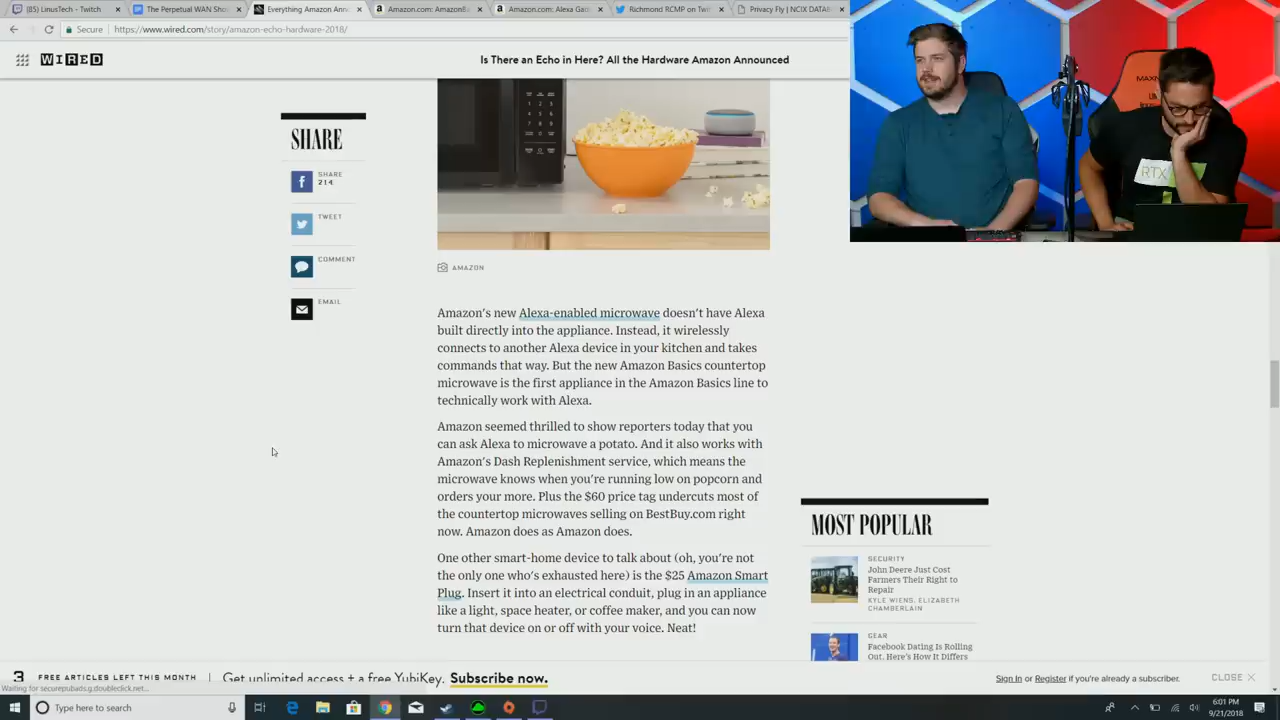 (85) LinusTech - Twitch
The Perpetual WAN Sho
Everything Amazon Ann
Amazon.com: AmazonB
Amazon.com: Alexa Gad
Richmond RCMP on Twi
Privacy Fly | NCIX DATAB
Secure
https://www.wired.com/story/amazon-echo-hardware-2018/
WIRED
Is There an Echo in Here? All the Hardware Amazon Announced
SHARE
SHARE
214
TWEET
COMMENT
EMAIL
AMAZON
Amazon's new Alexa-enabled microwave doesn't have Alexa
built directly into the appliance. Instead, it wirelessly
connects to another Alexa device in your kitchen and takes
commands that way. But the new Amazon Basics countertop
microwave is the first appliance in the Amazon Basics line to
technically work with Alexa.
Amazon seemed thrilled to show reporters today that you
can ask Alexa to microwave a potato. And it also works with
Amazon's Dash Replenishment service, which means the
microwave knows when you're running low on popcorn and
orders your more. Plus the $60 price tag undercuts most of
the countertop microwaves selling on BestBuy.com right
now. Amazon does as Amazon does.
One other smart-home device to talk about (oh, you're not
the only one who's exhausted here) is the $25 Amazon Smart
Plug. Insert it into an electrical conduit, plug in an appliance
like a light, space heater, or coffee maker, and you can now
turn that device on or off with your voice. Neat!
MOST POPULAR
SECURITY
John Deere Just Cost
Farmers Their Right to
Repair
KYLE WIENS, ELIZABETH
CHAMBERLAIN
GEAR
Facebook Dating Is Rolling
Out. Here's How It Differs
3 FREE ARTICLES LEFT THIS MONTH
Get unlimited access + a free YubiKey. Subscribe now.
Sign In or Register if you're already a subscriber.
CLOSE X
Waiting for securepubads.g.doubleclick.net...
Type here to search
6:01 PM
9/21/2018
RTX
MAXN